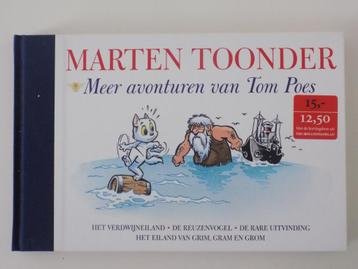 MARTEN TOONDER
Meer avonturen van Tom Poes
15,-
12,50
HET VERDWIJNEILAND • DE REUZENVOGEL • DE RARE UITVINDING
HET EILAND VAN GRIM, GRAM EN GROM